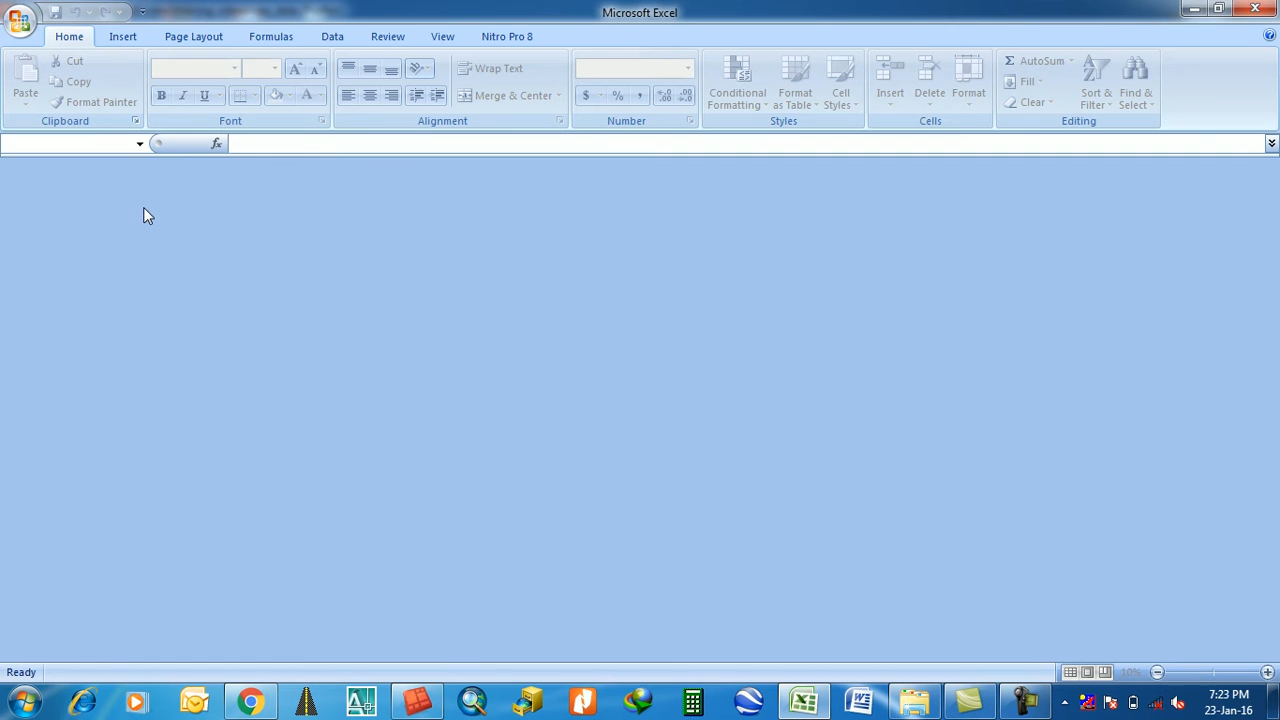 Microsoft Excel
Home Insert Page Layout Formulas Data Review View Nitro Pro 8
Paste
Cut
Copy
Format Painter
Clipboard
A A
B I U A
Font
Wrap Text
Merge & Center
Alignment
$ % ,
Number
Conditional Formatting
Format as Table
Cell Styles
Styles
Insert
Delete
Format
Cells
Σ AutoSum
Fill
Clear
Sort & Filter
Find & Select
Editing
fx
Ready
10%
7:23 PM
23-Jan-16